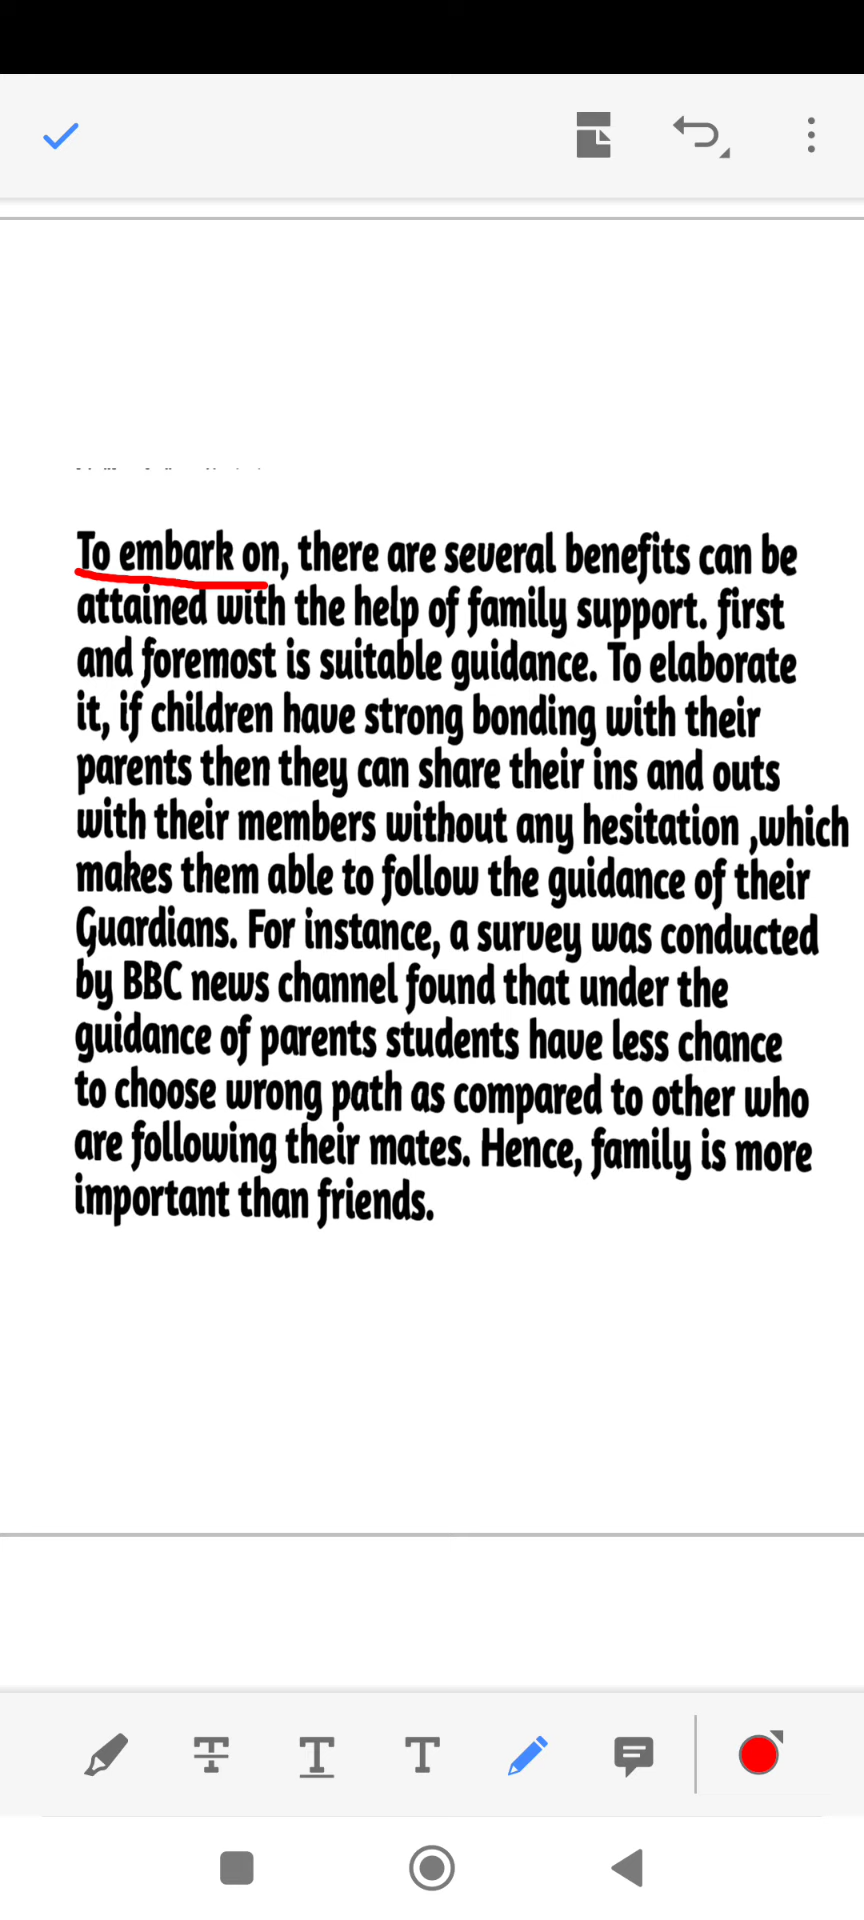 To embark on, there are several benefits can be
attained with the help of family support. first
and foremost is suitable guidance. To elaborate
it, if children have strong bonding with their
parents then they can share their ins and outs
with their members without any hesitation ,which
makes them able to follow the guidance of their
Guardians. For instance, a survey was conducted
by BBC news channel found that under the
guidance of parents students have less chance
to choose wrong path as compared to other who
are following their mates. Hence, family is more
important than friends.